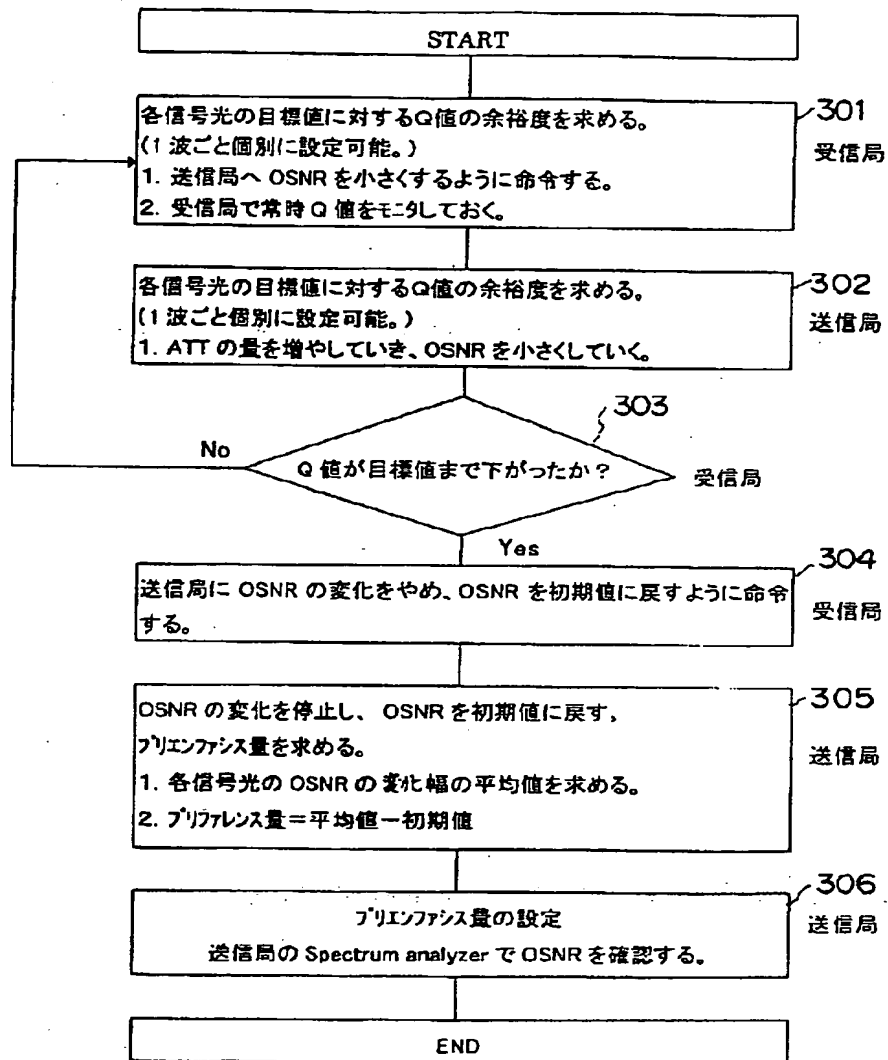 START
各信号光の目標値に対するQ値の余裕度を求める。
(1波ごと個別に設定可能。)
1. 送信局へ OSNR を小さくするように命令する。
2. 受信局で常時 Q 値をモニタしておく。
301
受信局
各信号光の目標値に対するQ値の余裕度を求める。
(1波ごと個別に設定可能。)
1. ATT の量を増やしていき、OSNR を小さくしていく。
302
送信局
303
No
Q 値が目標値まで下がったか?
受信局
Yes
送信局に OSNR の変化をやめ、OSNR を初期値に戻すように命令
する。
304
受信局
OSNR の変化を停止し、 OSNR を初期値に戻す,
プリエンファシス量を求める。
1. 各信号光の OSNR の変化幅の平均値を求める。
2. プリファレンス量=平均値-初期値
305
送信局
プリエンファシス量の設定
送信局の Spectrum analyzer で OSNR を確認する。
306
送信局
END